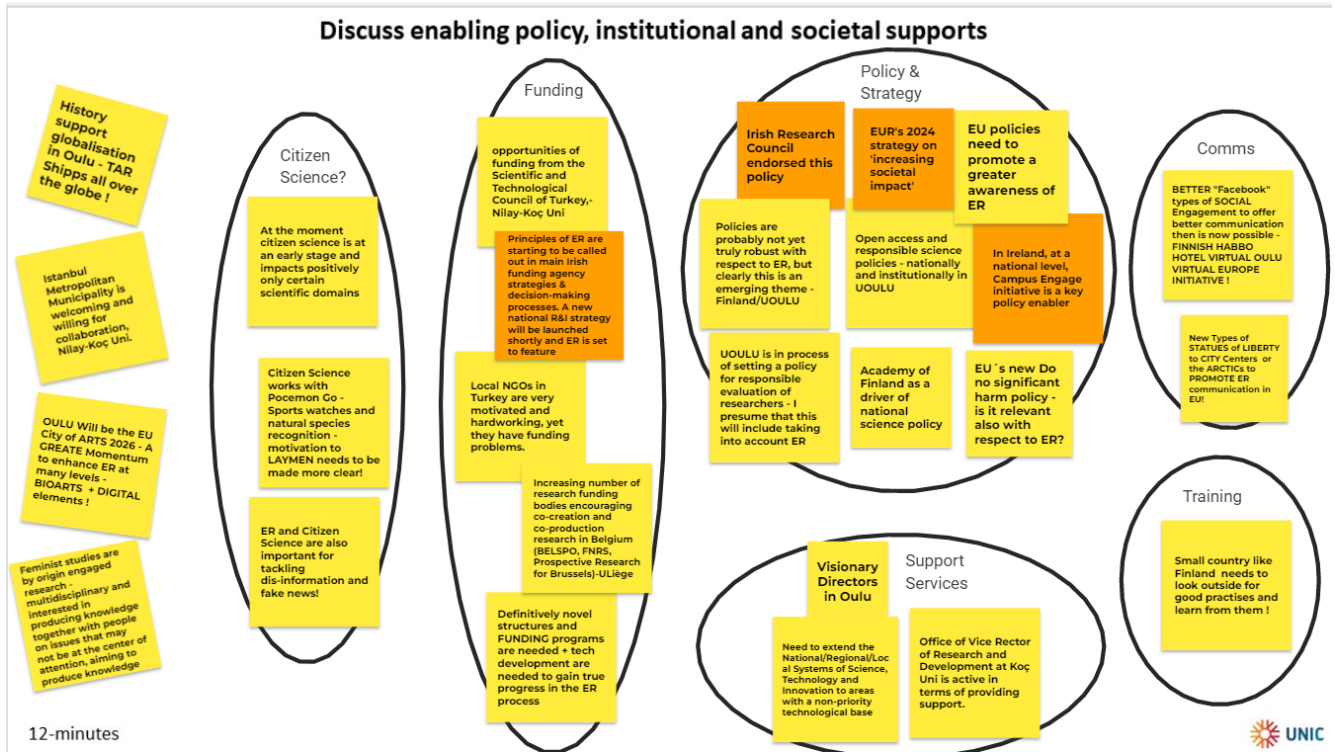 Discuss enabling policy, institutional and societal supports
History
support
globalisation
in Oulu - TAR
Shipps all over
the globe !
Istanbul
Metropolitan
Municipality is
welcoming and
willing for
collaboration,
Nilay-Koç Uni.
OULU Will be the EU
City of ARTS 2026 - A
GREATE Momentum
to enhance ER at
many levels -
BIOARTS + DIGITAL
elements !
Feminist studies are
by origin engaged
research -
multidisciplinary and
interested in
producing knowledge
together with people
on issues that may
not be at the center of
attention, aiming to
produce knowledge
Citizen
Science?
At the moment
citizen science is at
an early stage and
impacts positively
only certain
scientific domains
Citizen Science
works with
Pocemon Go -
Sports watches and
natural species
recognition -
motivation to
LAYMEN needs to be
made more clear!
ER and Citizen
Science are also
important for
tackling
dis-information and
fake news!
Funding
opportunities of
funding from the
Scientific and
Technological
Council of Turkey,-
Nilay-Koç Uni
Principles of ER are
starting to be called
out in main Irish
funding agency
strategies &
decision-making
processes. A new
national R&I strategy
will be launched
shortly and ER is set
to feature
Local NGOs in
Turkey are very
motivated and
hardworking, yet
they have funding
problems.
Increasing number of
research funding
bodies encouraging
co-creation and
co-production
research in Belgium
(BELSPO, FNRS,
Prospective Research
for Brussels)-ULiège
Definitively novel
structures and
FUNDING programs
are needed + tech
development are
needed to gain true
progress in the ER
process
Policy &
Strategy
Irish Research
Council
endorsed this
policy
EUR's 2024
strategy on
'increasing
societal
impact'
EU policies
need to
promote a
greater
awareness of
ER
Policies are
probably not yet
truly robust with
respect to ER, but
clearly this is an
emerging theme -
Finland/UOULU
Open access and
responsible science
policies - nationally
and institutionally in
UOULU
In Ireland, at a
national level,
Campus Engage
initiative is a key
policy enabler
UOULU is in process
of setting a policy
for responsible
evaluation of
researchers - I
presume that this
will include taking
into account ER
Academy of
Finland as a
driver of
national
science policy
EU´s new Do
no significant
harm policy -
is it relevant
also with
respect to ER?
Support
Services
Visionary
Directors
in Oulu
Need to extend the
National/Regional/Loc
al Systems of Science,
Technology and
Innovation to areas
with a non-priority
technological base
Office of Vice Rector
of Research and
Development at Koç
Uni is active in
terms of providing
support.
Comms
BETTER "Facebook"
types of SOCIAL
Engagement to offer
better communication
then is now possible -
FINNISH HABBO
HOTEL VIRTUAL OULU
VIRTUAL EUROPE
INITIATIVE !
New Types of
STATUES of LIBERTY
to CITY Centers or
the ARCTICs to
PROMOTE ER
communication in
EU!
Training
Small country like
Finland needs to
look outside for
good practises and
learn from them !
12-minutes
UNIC